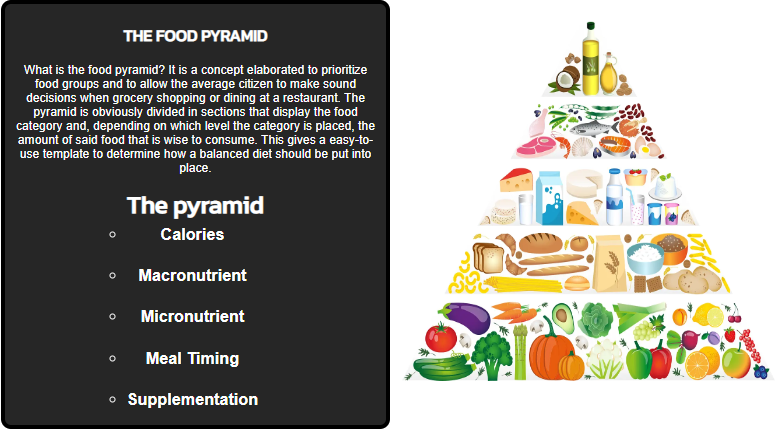 THE FOOD PYRAMID
What is the food pyramid? It is a concept elaborated to prioritize
food groups and to allow the average citizen to make sound
decisions when grocery shopping or dining at a restaurant. The
pyramid is obviously divided in sections that display the food
category and, depending on which level the category is placed, the
amount of said food that is wise to consume. This gives a easy-to-
use template to determine how a balanced diet should be put into
place.
The pyramid
Calories
Macronutrient
Micronutrient
Meal Timing
Supplementation